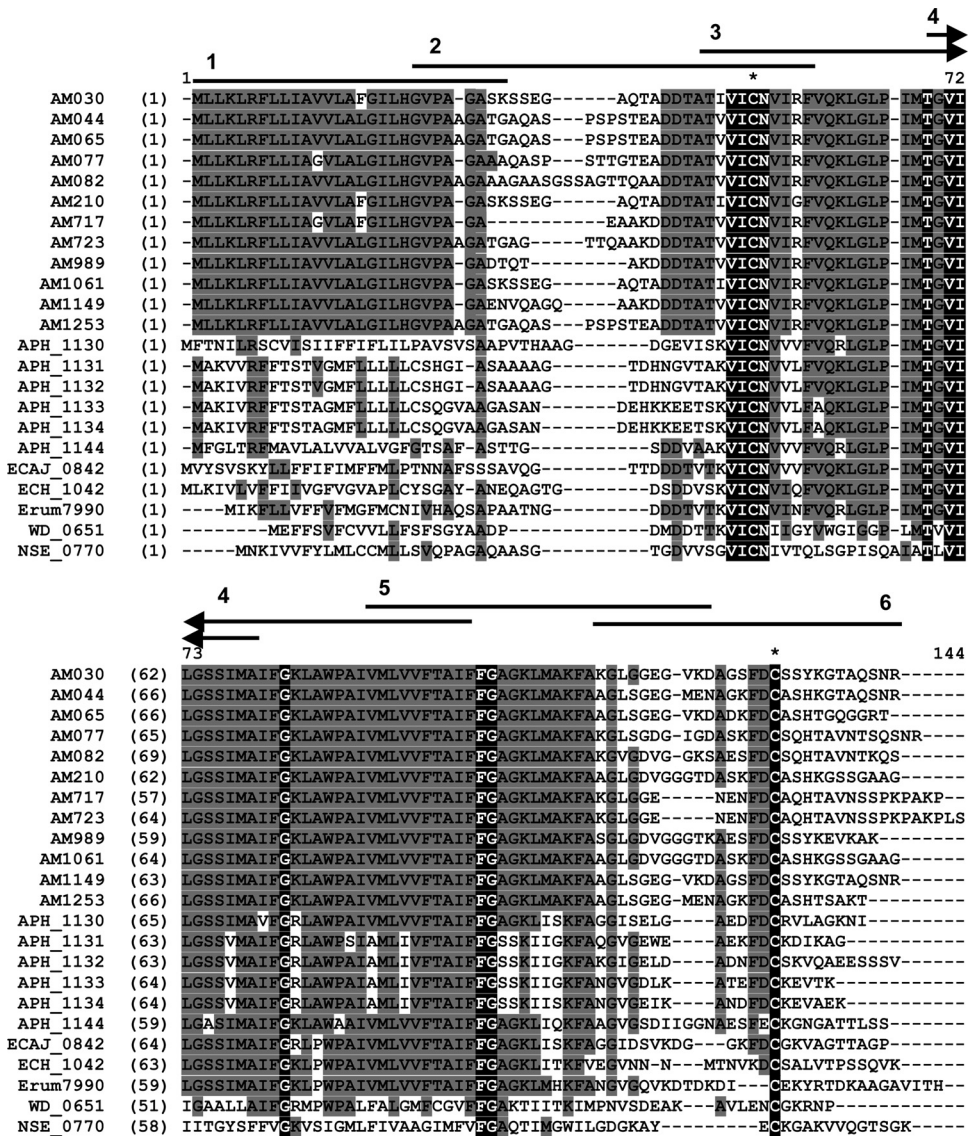 1 2 3 4
1 * 72
AM030 (1) -MLLKLRFLLIAVVLAFGILHGVPA-GASKSSEG------AQTADDTATIVICNVIRFVQKLGLP-IMTGVI
AM044 (1) -MLLKLRFLLIAVVLALGILHGVPAAGATGAQAS---PSPSTEADDTATVVICNVIRFVQKLGLP-IMTGVI
AM065 (1) -MLLKLRFLLIAVVLALGILHGVPAAGATGAQAS---PSPSTEADDTATVVICNVIRFVQKLGLP-IMTGVI
AM077 (1) -MLLKLRFLLIAGVLALGILHGVPA-GAAAQASP---STTGTEADDTATVVICNVIRFVQKLGLP-IMTGVI
AM082 (1) -MLLKLRFLLIAVVLALGILHGVPAAGAAGAASGSSAGTTQAADDTATVVICNVIRFVQKLGLP-IMTGVI
AM210 (1) -MLLKLRFLLIAVVLAFGILHGVPA-GASKSSEG------AQTADDTATIVICNVIGFVQKLGLP-IMTGVI
AM717 (1) -MLLKLRFLLIAGVLAFGILHGVPA-GA------------EAAKDDTATVVICNVIRFVQKLGLP-IMTGVI
AM723 (1) -MLLKLRFLLIAVVLALGILHGVPAAGATGAG-----TTQAAKDDTATVVICNVIRFVQKLGLP-IMTGVI
AM989 (1) -MLLKLRFLLIAVVLALGILHGVPA-GADTQT---------AKDDDTATVVICNVIRFVQKLGLP-IMTGVI
AM1061 (1) -MLLKLRFLLIAVVLALGILHGVPA-GASKSSEG------AQTADDTATIVICNVIRFVQKLGLP-IMTGVI
AM1149 (1) -MLLKLRFLLIAVVLALGILHGVPA-GAENVQAGQ-----AAKDDDTATVVICNVIRFVQKLGLP-IMTGVI
AM1253 (1) -MLLKLRFLLIAVVLALGILHGVPAAGATGAQAS---PSPSTEADDTATVVICNVIRFVQKLGLP-IMTGVI
APH_1130 (1) MFTNILRSCVISIIFFIFLILPAVSVSAAPVTHAAG-------DGEVISKVICNVVVFVQRLGLP-IMTGVI
APH_1131 (1) -MAKVVRFFTSTVGMFLLLLLCSHGI-ASAAAAG------TDHNGVTAKVICNVVLFVQKLGLP-IMTGVI
APH_1132 (1) -MAKIVRFFTSTVGMFLLLLLCSHGI-ASAAAAG------TDHNGVTAKVICNVVLFVQKLGLP-IMTGVI
APH_1133 (1) -MAKIVRFFTSTAGMFLLLLLCSQGVAAGASAN-------DEHKKEETSKVICNVVLFAQKLGLP-IMTGVI
APH_1134 (1) -MAKIVRFFTSTAGMFLLLLLCSQGVAAGASAN-------DEHKKEETSKVICNVVLFAQKLGLP-IMTGVI
APH_1144 (1) -MFGLTRFMAVLALVVALVGFGTSAF-ASTTG-----------SDDVAAKVICNVVVFVQRLGLP-IMTGVI
ECAJ_0842 (1) MVYSVSKYLLFFIFIMFFMLPTNNAFSSSAVQG--------TTDDDTVTKVICNVVVFVQKLGLP-IMTGVI
ECH_1042 (1) MLKIVLVFFIIVGFVGVAPLCYSGAY-ANEQAGTG--------DSDDVSKVICNVIQFVQKLGLP-IMTGVI
Erum7990 (1) ----MIKFLLVFFVFMGFMCNIVHAQSAPAATNG--------DMDTVTKVICNVINFVQRLGLP-IMTGVI
WD_0651 (1) --------MEFFSVFCVVLLFSFSGYAADP-----------DMDDTTKVICNIIGYVWGIGGP-LMTVVI
NSE_0770 (1) -----MNKIVVFYLMLCCMLLSVQPAGAQAASG-------TGDVVSGVICNIVTQLSGPISQAIATLVI
4 5 6
73 * 144
AM030 (62) LGSSIMAIFGKLAWPAIVMLVVFTAIFFGAGKLMAKFAKGLGGEG-VKDAGSFDCSSYKGTAQSNR------
AM044 (66) LGSSIMAIFGKLAWPAIVMLVVFTAIFFGAGKLMAKFAAGLSGEG-MENAGKFDCASHKGTAQSNR------
AM065 (66) LGSSIMAIFGKLAWPAIVMLVVFTAIFFGAGKLMAKFAAGLSGEG-VKDADKFDCASHTGQGGRT-------
AM077 (65) LGSSIMAIFGKLAWPAIVMLVVFTAIFFGAGKLMAKFAKGLSGDG-IGDASKFDCSQHTAVNTSQSNR----
AM082 (69) LGSSIMAIFGKLAWPAIVMLVVFTAIFFGAGKLMAKFAKGVGDVG-GKSAESFDCSQHTAVNTKQS------
AM210 (62) LGSSIMAIFGKLAWPAIVMLVVFTAIFFGAGKLMAKFAAGLGDVGGGTDASKFDCASHKGSSGAAG------
AM717 (57) LGSSIMAIFGKLAWPAIVMLVVFTAIFFGAGKLMAKFAKGLGGE----NENFDCAQHTAVNSSPKPAKP--
AM723 (64) LGSSIMAIFGKLAWPAIVMLVVFTAIFFGAGKLMAKFAKGLGGE----NENFDCAQHTAVNSSPKPAKPLS
AM989 (59) LGSSIMAIFGKLAWPAIVMLVVFTAIFFGAGKLMAKFASGLGDVGGGTKAESFDCSSYKEVKAK--------
AM1061 (64) LGSSIMAIFGKLAWPAIVMLVVFTAIFFGAGKLMAKFAAGLGDVGGGTDASKFDCASHKGSSGAAG------
AM1149 (63) LGSSIMAIFGKLAWPAIVMLVVFTAIFFGAGKLMAKFAAGLSGEG-VKDAGSFDCSSYKGTAQSNR------
AM1253 (66) LGSSIMAIFGKLAWPAIVMLVVFTAIFFGAGKLMAKFAAGLSGEG-MENAGKFDCASHTSAKT---------
APH_1130 (65) LGSSIMAVFGRLAWPAIVMLVVFTAIFFGAGKLISKFAGGISELG----AEDFDCRVLAGKNI---------
APH_1131 (63) LGSSVMAIFGRLAWPSIAMLIVFTAIFFGSSKIIGKFAQGVGEWE----AEKFDCKDIKAG-----------
APH_1132 (63) LGSSVMAIFGRLAWPAIAMLIVFTAIFFGSSKIIGKFAKGIGELD----ADNFDCSKVQAEESSSV------
APH_1133 (64) LGSSVMAIFGRLAWPAIAMLIVFTAIFFGSSKIISKFANGVGDLK----ATEFDCKEVTK------------
APH_1134 (64) LGSSVMAIFGRLAWPAIAMLIVFTAIFFGSSKIIGKFANGVGEIK----ANDFDCKEVAEK-----------
APH_1144 (59) LGASIMAIFGKLAWAAIVMLVVFTAIFFGAGKLIQKFAAGVGSDIIGGNAESFECKGNGATTLSS-------
ECAJ_0842 (64) LGSSIMAIFGRLPWPAIVMLVVFTAIFFGAGKLISKFAGGIDSVKDG---GKFDCGKVAGTTAGP-------
ECH_1042 (63) LGSSIMAIFGKLPWPAIVMLVVFTAIFFGAGKLITKFVEGVNN-N---MTNVKDCSALVTPSSQVK------
Erum7990 (59) LGSSIMAIFGKLPWPAIVMLVVFTAIFFGAGKLMHKFANGVGQVKDTDKDI--CEKYRTDKAAGAVITH--
WD_0651 (51) IGAALLAIFGRMPWPALFALGMFCGVFFGAKTIITKIMPNVSDEAK---AVLENCGKRNP------------
NSE_0770 (58) IITGYSFFVGKVSIGMLFIVAAGIMFVFGAQTIMGWILGDGKAY--------ECKGAKVVQGTSGK------